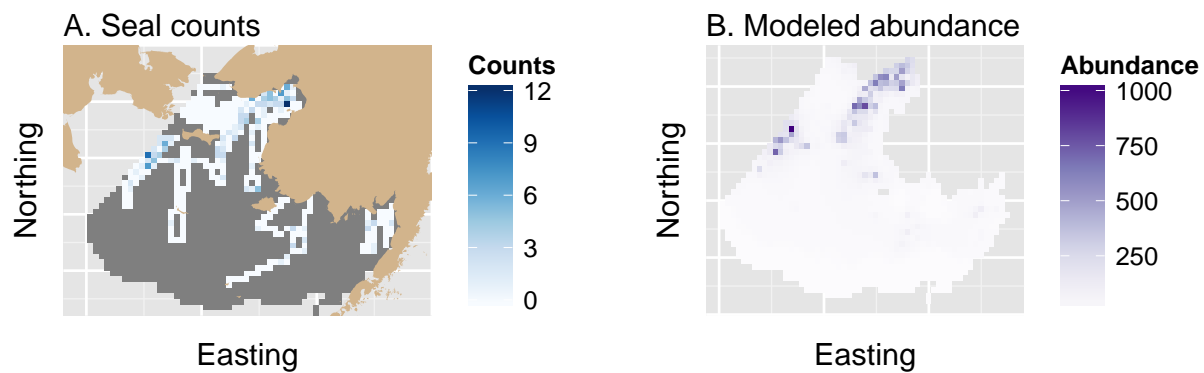 A. Seal counts
Northing
Easting
Counts
12
9
6
3
0
B. Modeled abundance
Northing
Easting
Abundance
1000
750
500
250